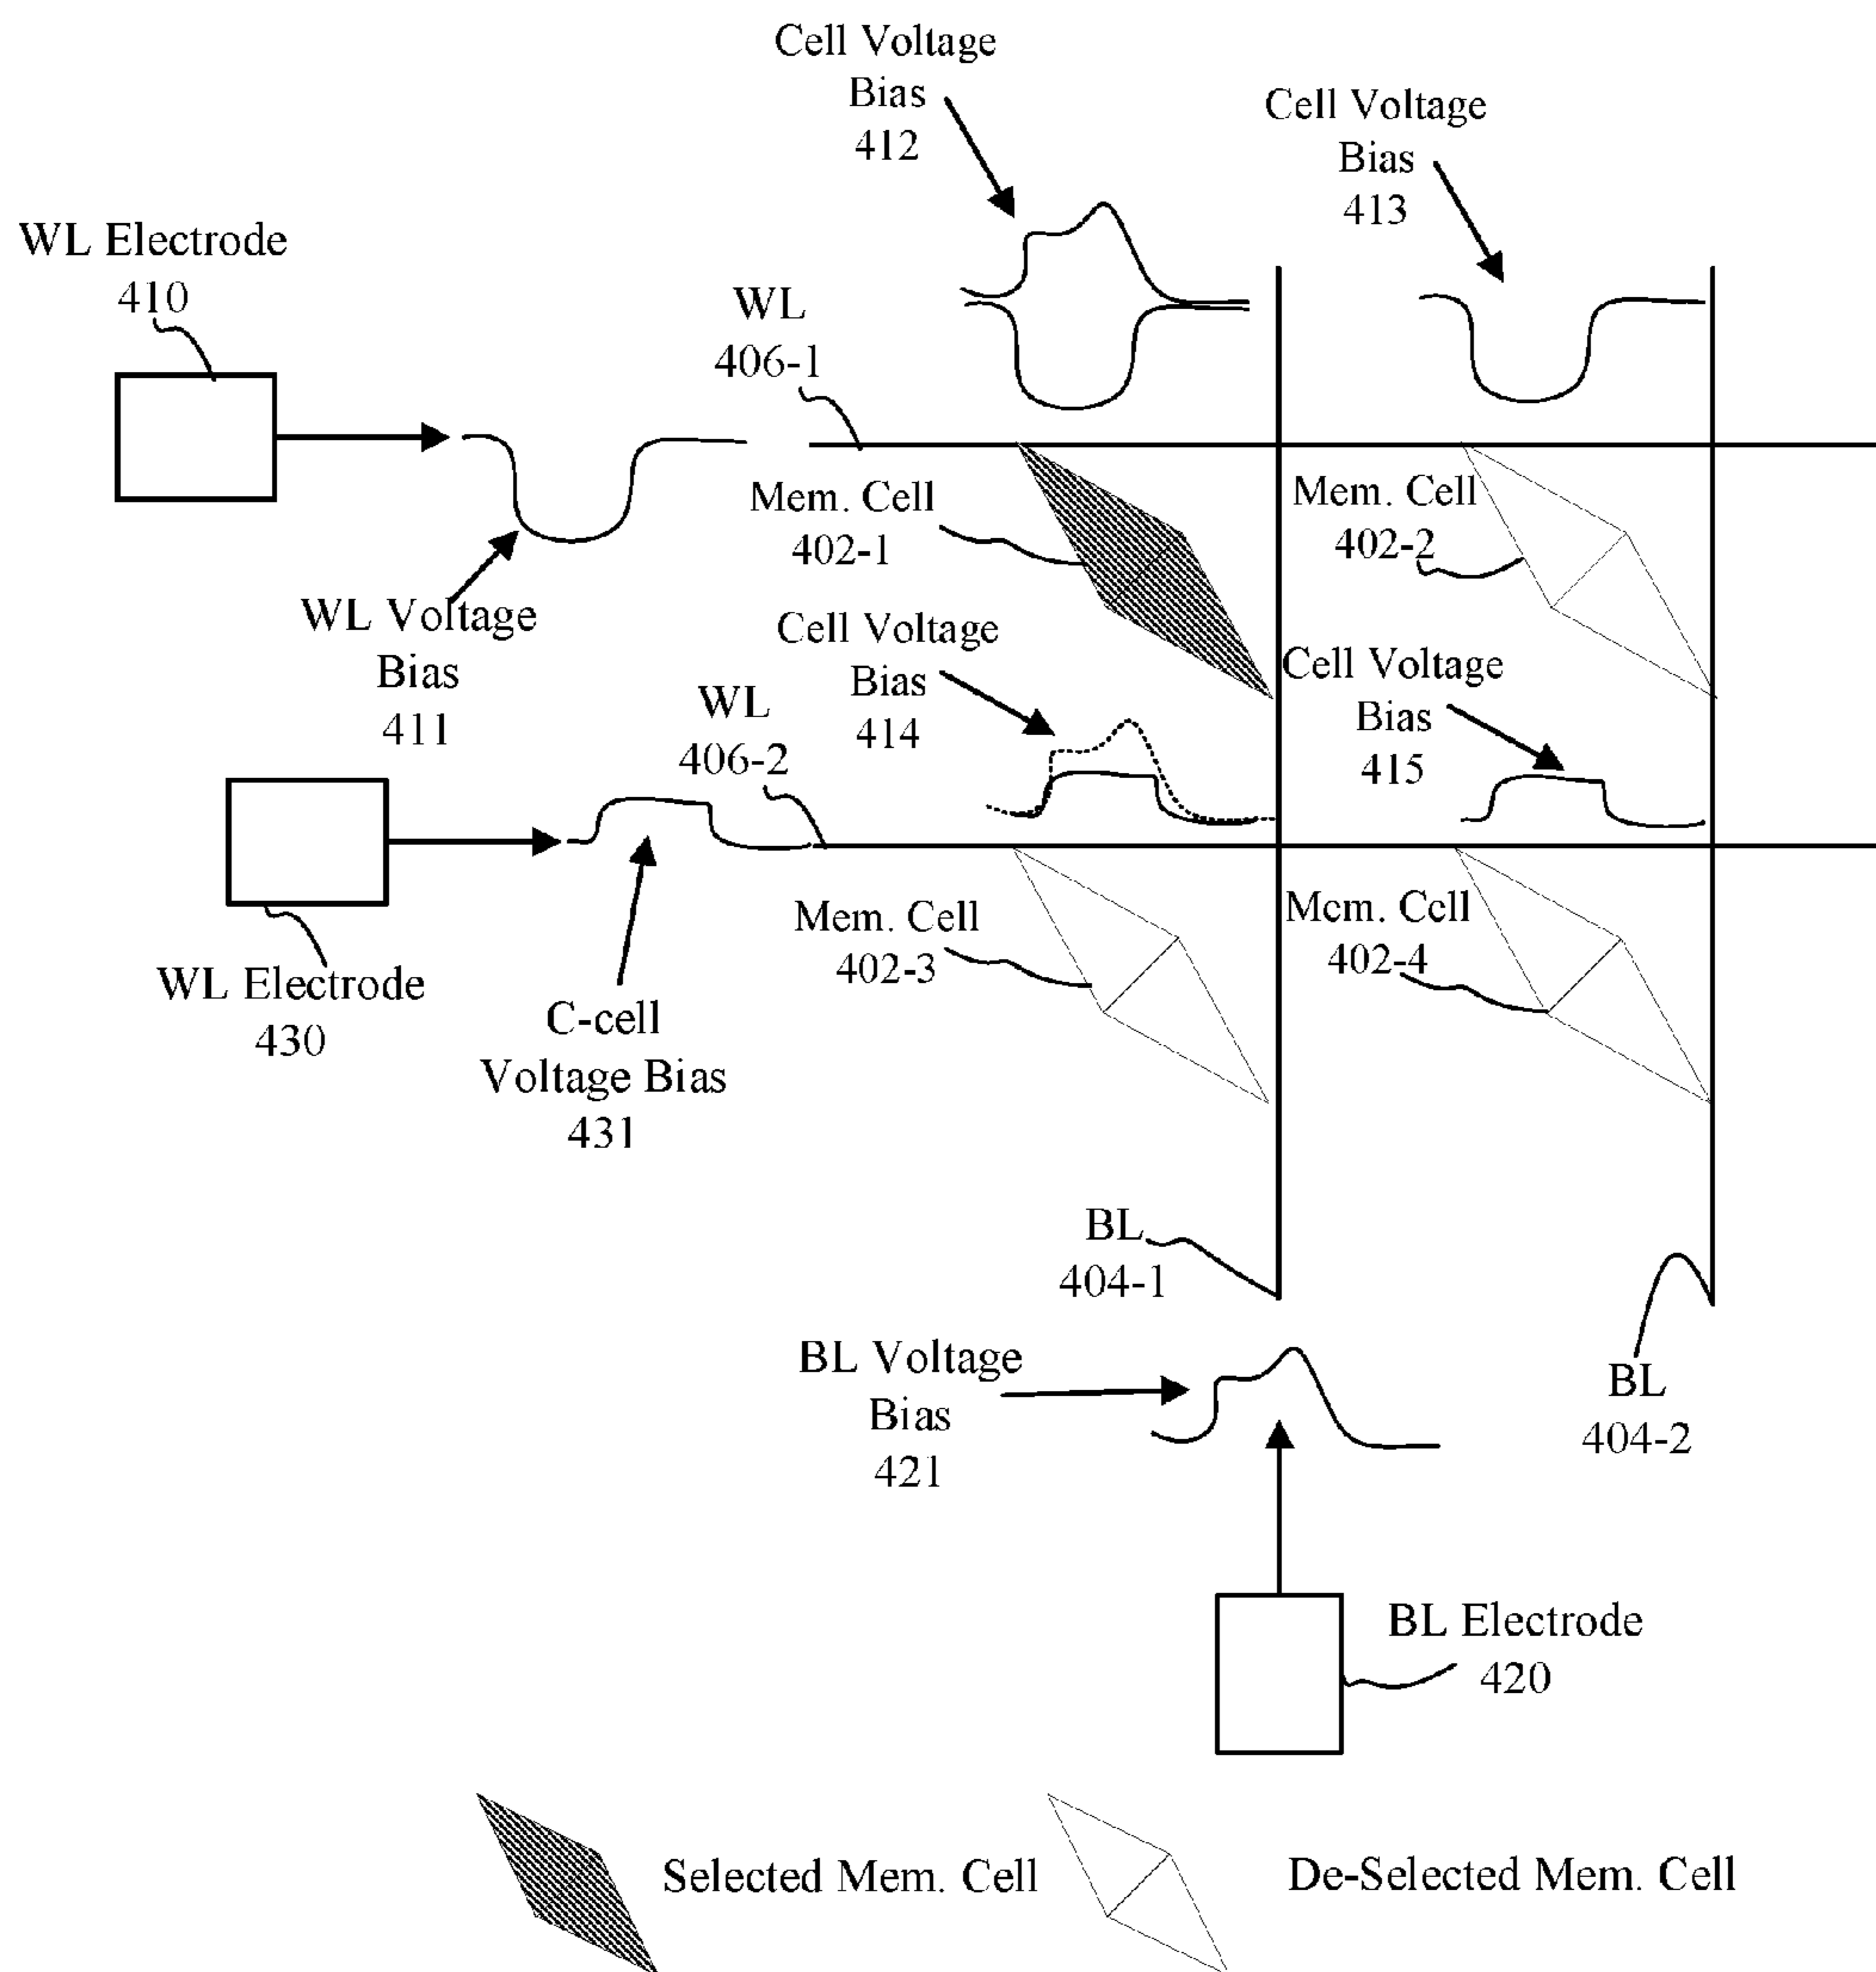 Cell Voltage
Bias
412
Cell Voltage
Bias
413
WL Electrode
410
WL
406-1
Mem. Cell
402-1
Mem. Cell
402-2
WL Voltage
Bias
411
Cell Voltage
Bias
414
Cell Voltage
Bias
415
WL
406-2
Mem. Cell
402-3
Mem. Cell
402-4
WL Electrode
430
C-cell
Voltage Bias
431
BL
404-1
BL
404-2
BL Voltage
Bias
421
BL Electrode
420
Selected Mem. Cell
De-Selected Mem. Cell